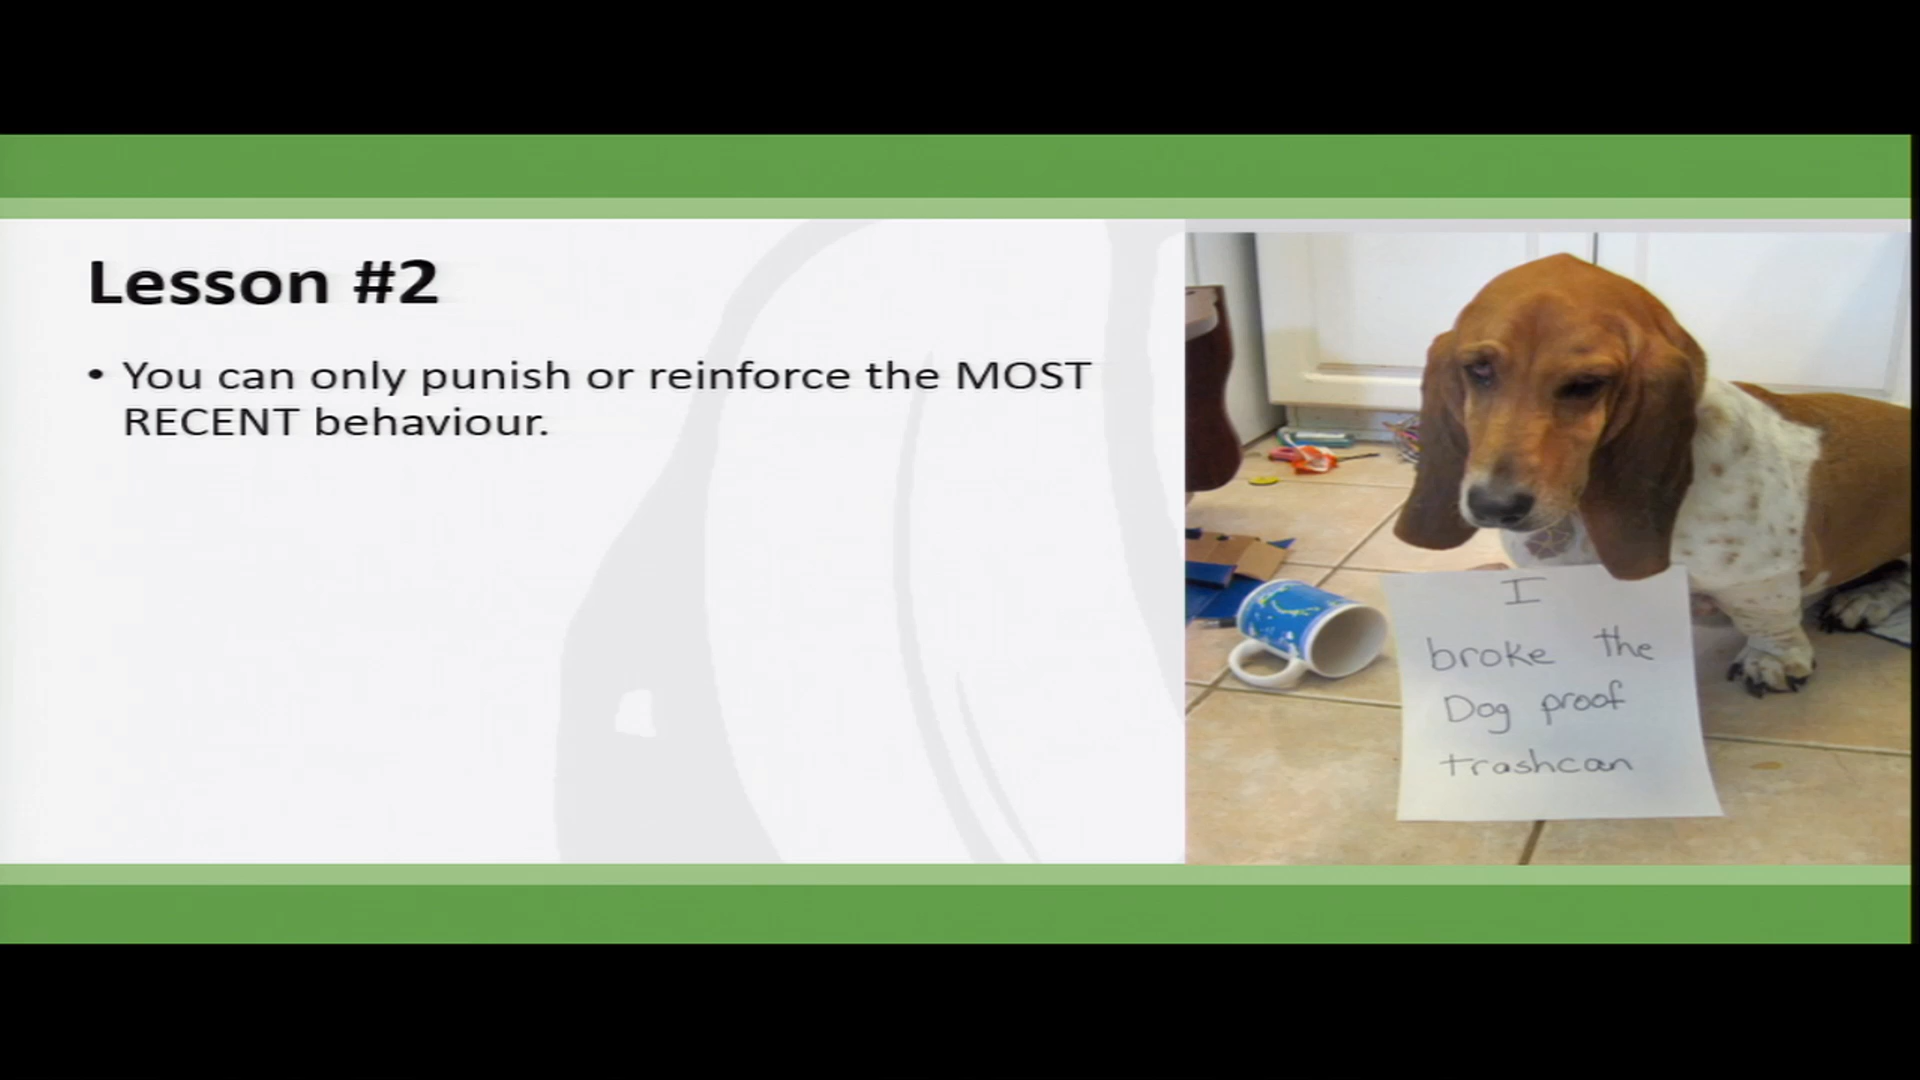 Lesson #2
• You can only punish or reinforce the MOST
RECENT behaviour.
I
broke the
Dog proof
trashcan